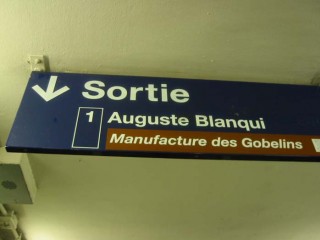 Sortie
1 Auguste Blanqui
Manufacture des Gobelins